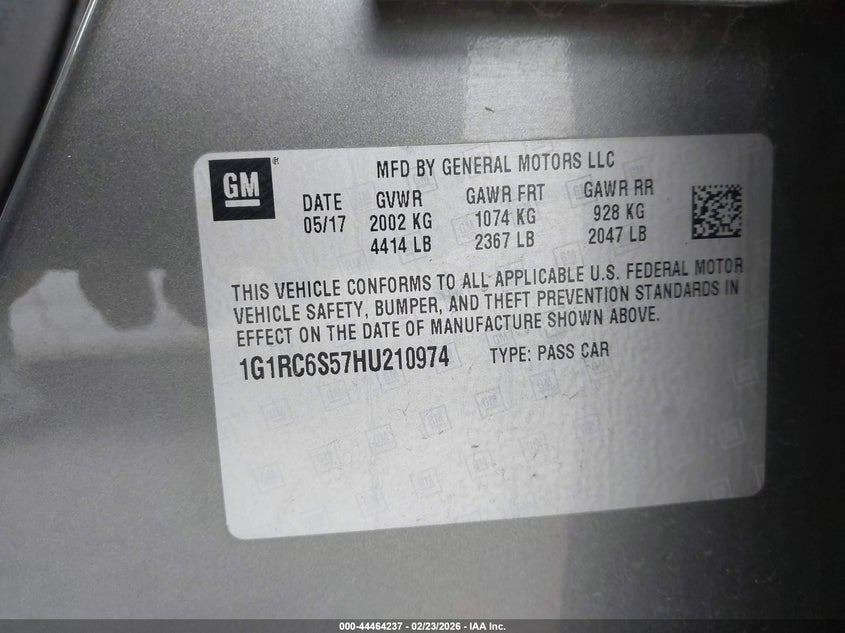 GM
MFD BY GENERAL MOTORS LLC
DATE GVWR GAWR FRT GAWR RR
05/17 2002 KG 1074 KG 928 KG
4414 LB 2367 LB 2047 LB
THIS VEHICLE CONFORMS TO ALL APPLICABLE U.S. FEDERAL MOTOR
VEHICLE SAFETY, BUMPER, AND THEFT PREVENTION STANDARDS IN
EFFECT ON THE DATE OF MANUFACTURE SHOWN ABOVE.
1G1RC6S57HU210974 TYPE: PASS CAR
000-44464237 - 02/23/2026 - IAA Inc.